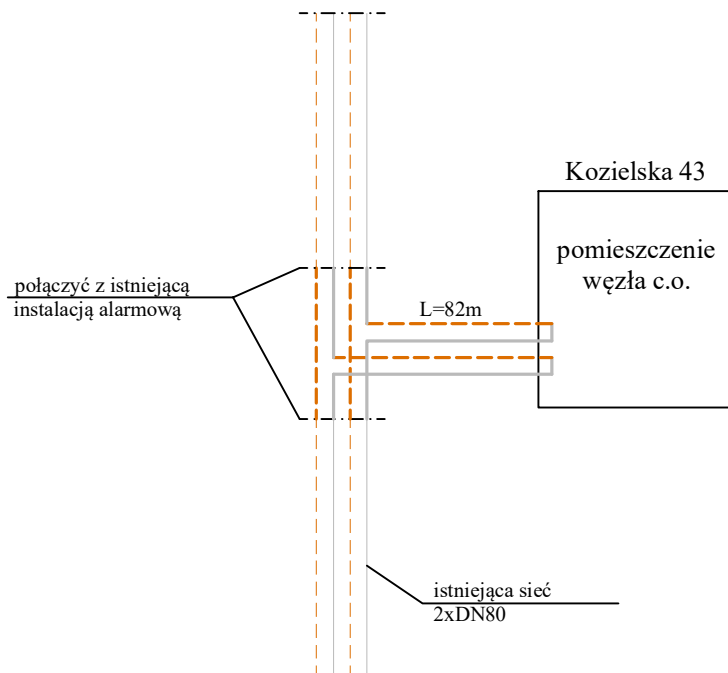 Kozielska 43
pomieszczenie
węzła c.o.
połączyć z istniejącą
instalacją alarmową
L=82m
istniejąca sieć
2xDN80